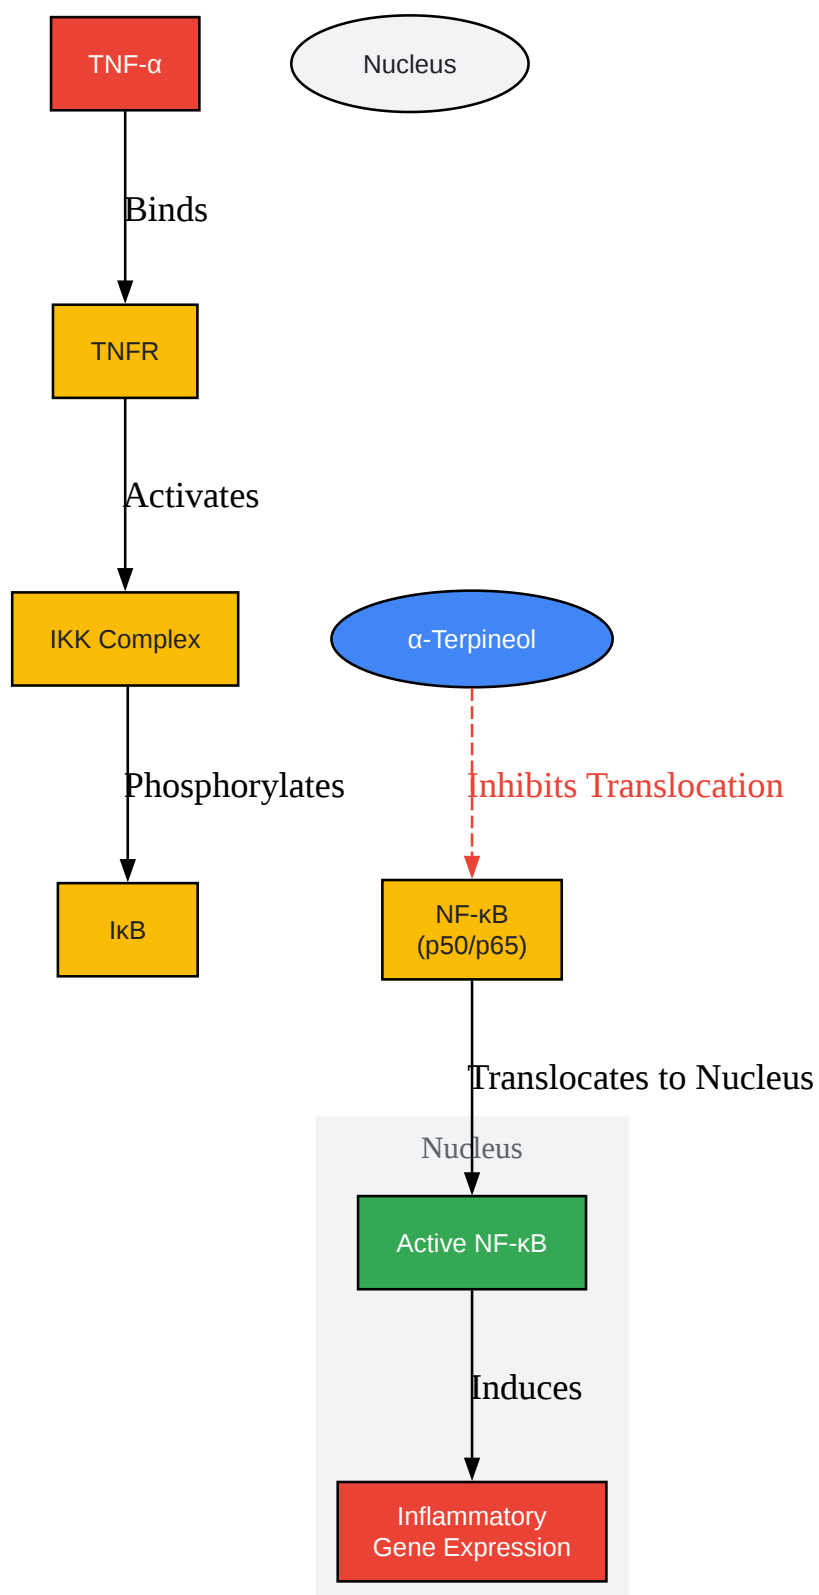 TNF-α
Nucleus
Binds
TNFR
Activates
IKK Complex
α-Terpineol
Phosphorylates
Inhibits Translocation
IκB
NF-κB
(p50/p65)
Translocates to Nucleus
Nucleus
Active NF-κB
Induces
Inflammatory
Gene Expression